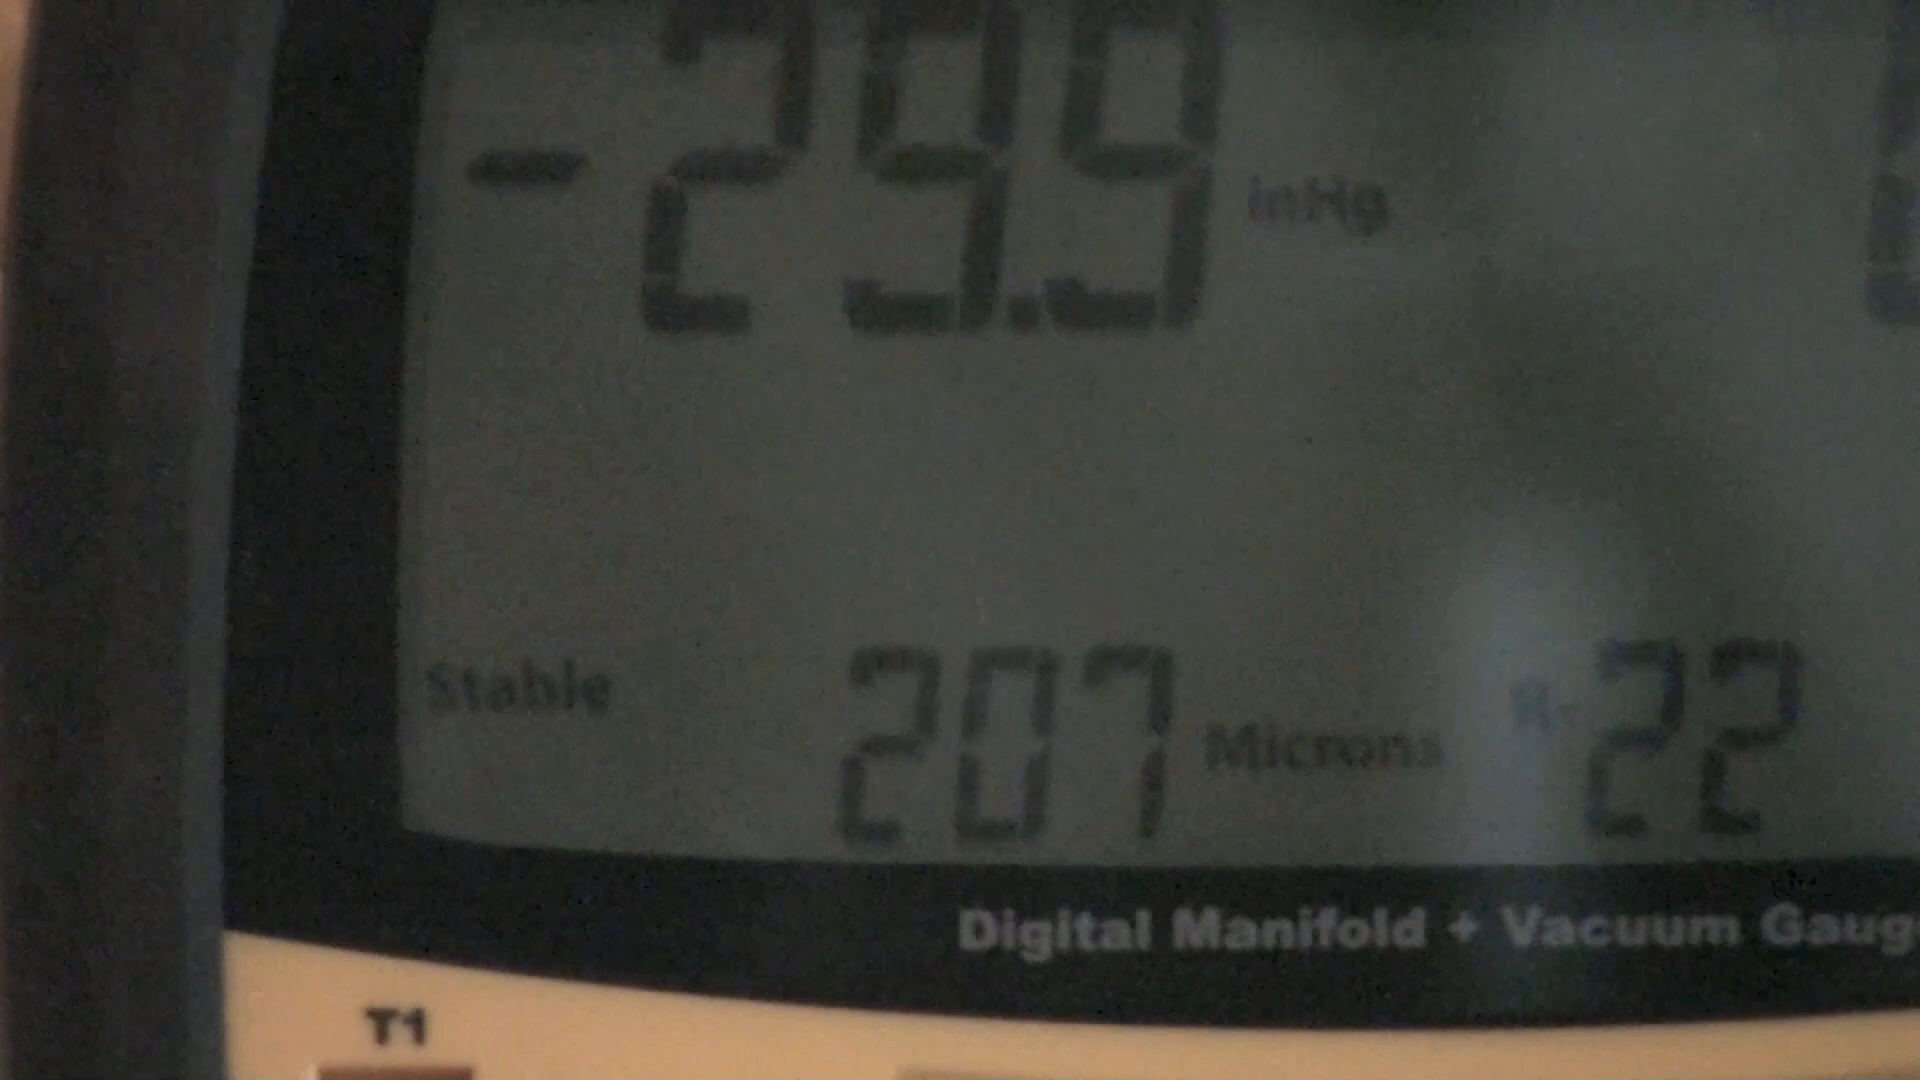 -29.9 inHg
Stable 207 Microns R- 22
Digital Manifold + Vacuum Gaug
T1